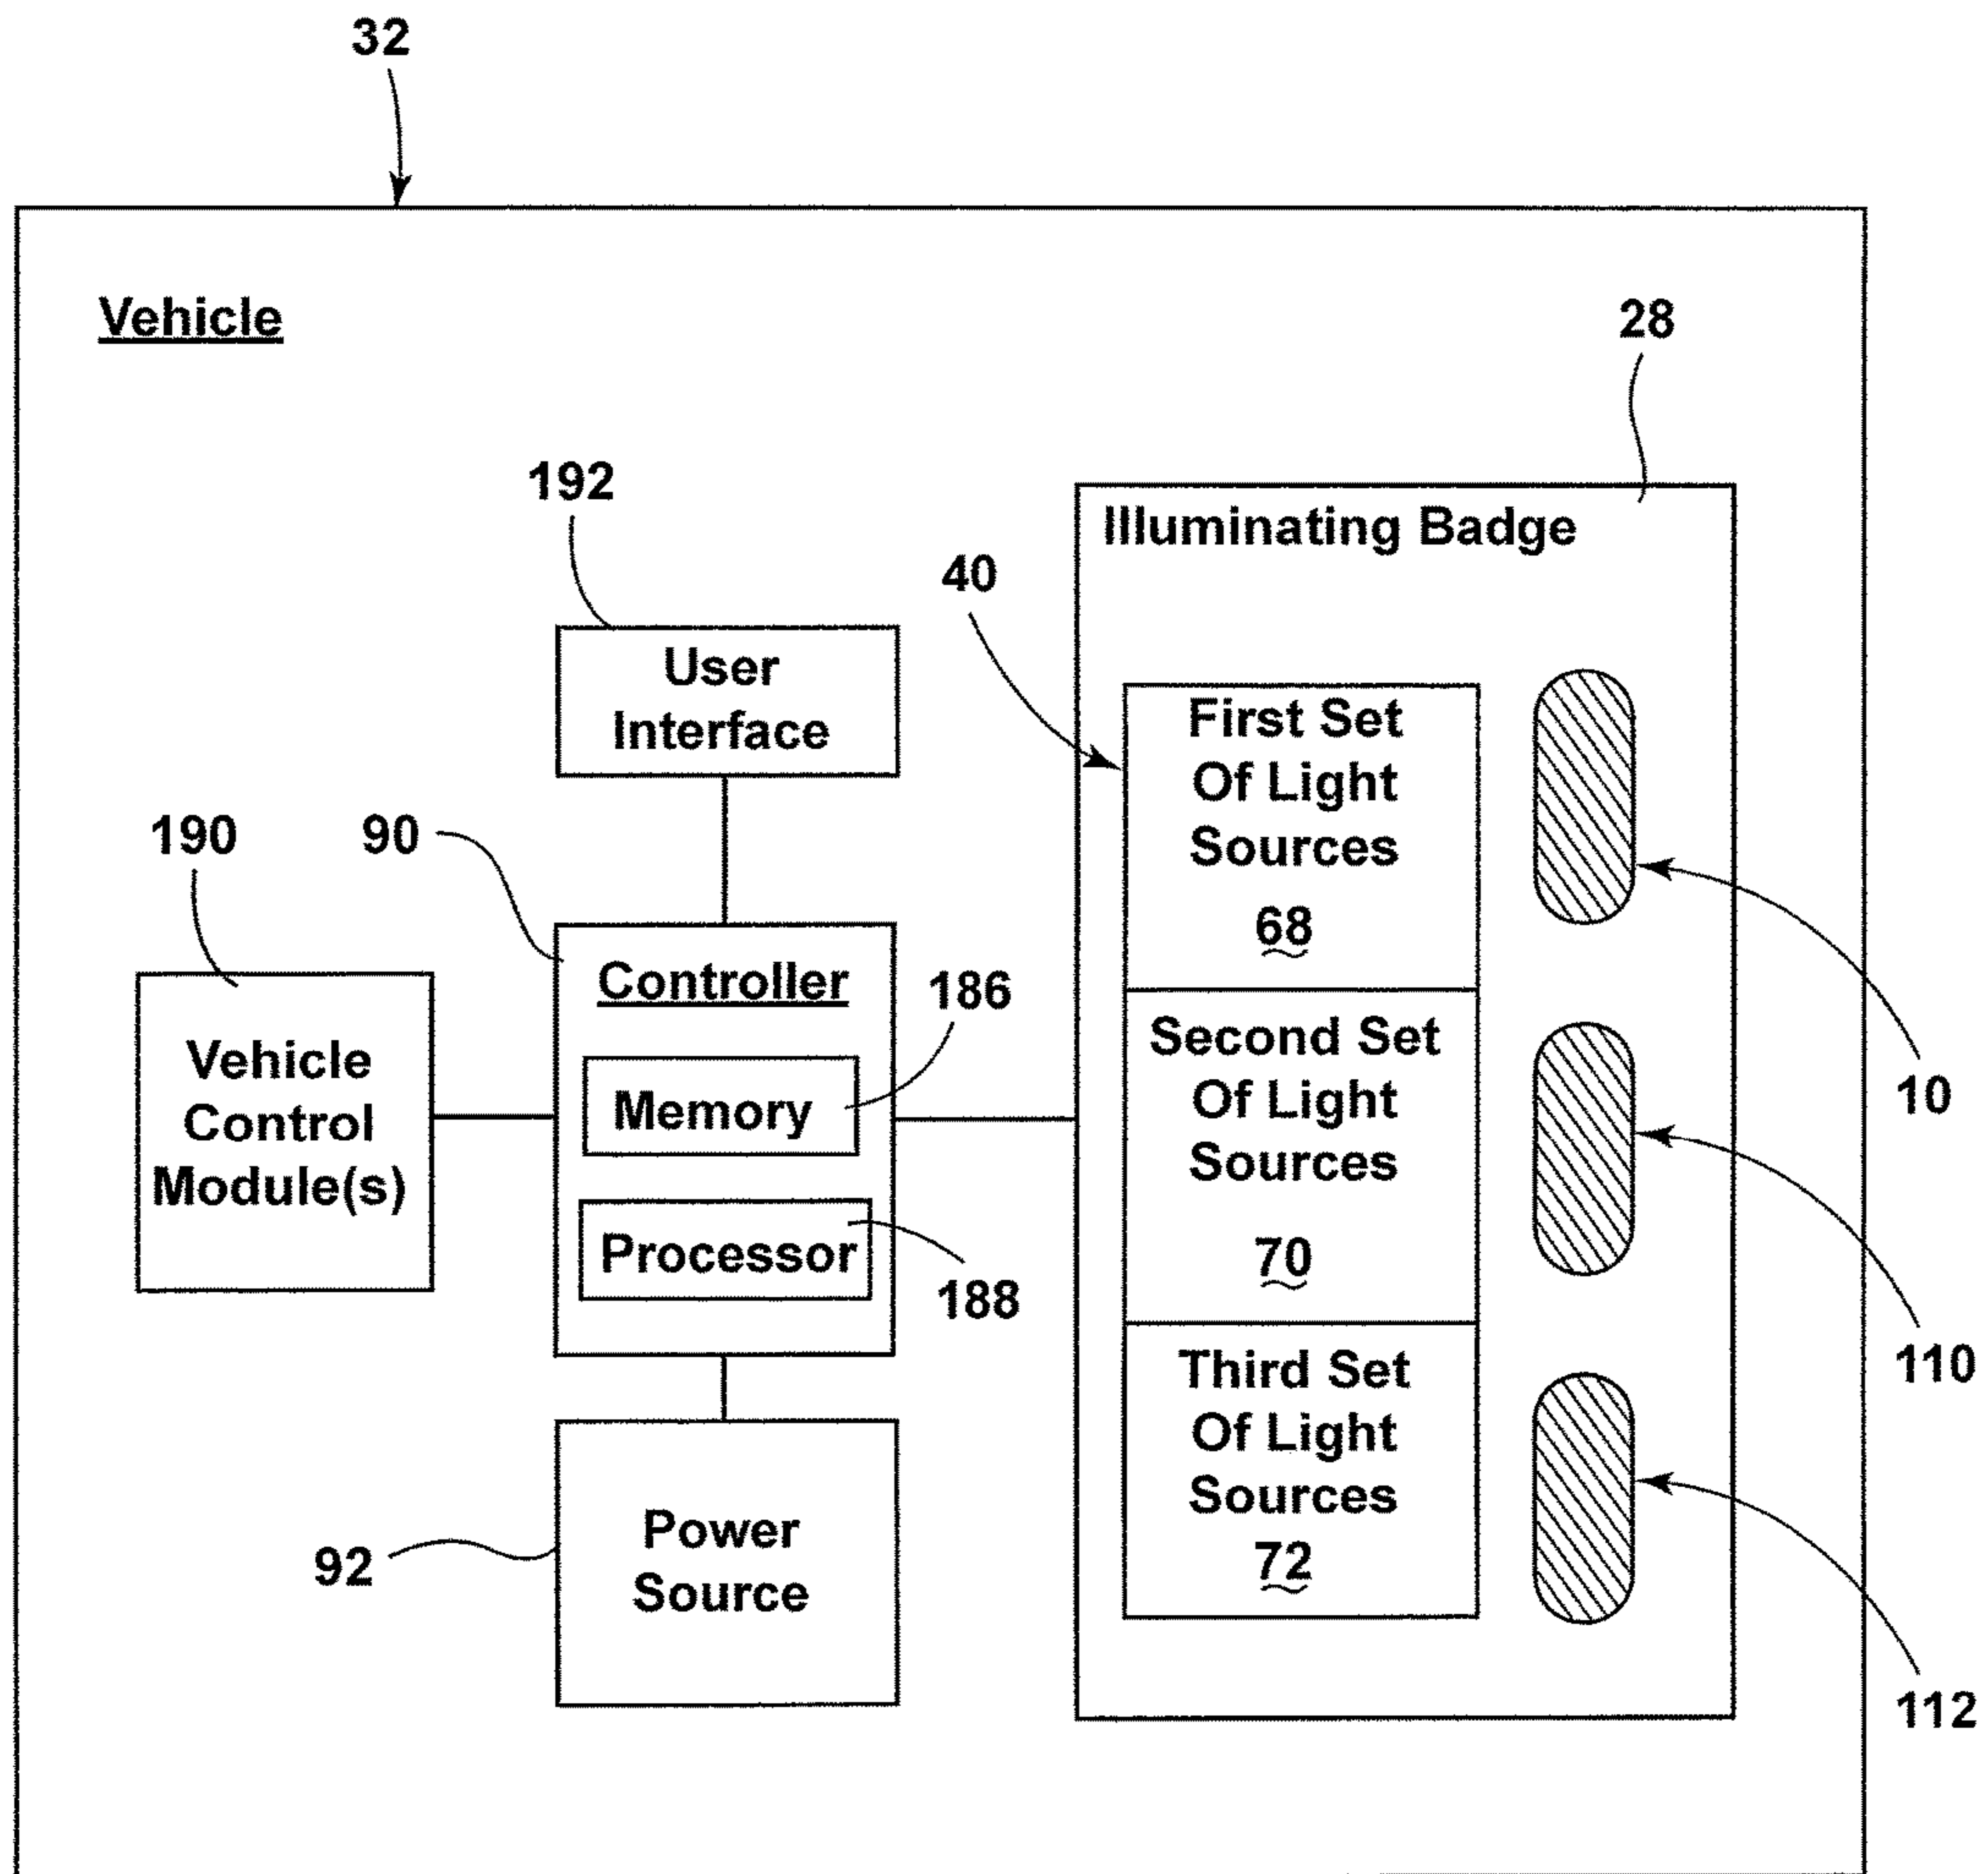 32
Vehicle
28
192
Illuminating Badge
40
User
Interface
First Set
Of Light
Sources
68
190
90
10
Controller
186
Memory
Vehicle
Control
Module(s)
Processor
188
Second Set
Of Light
Sources
70
110
Third Set
Of Light
Sources
72
Power
Source
92
112